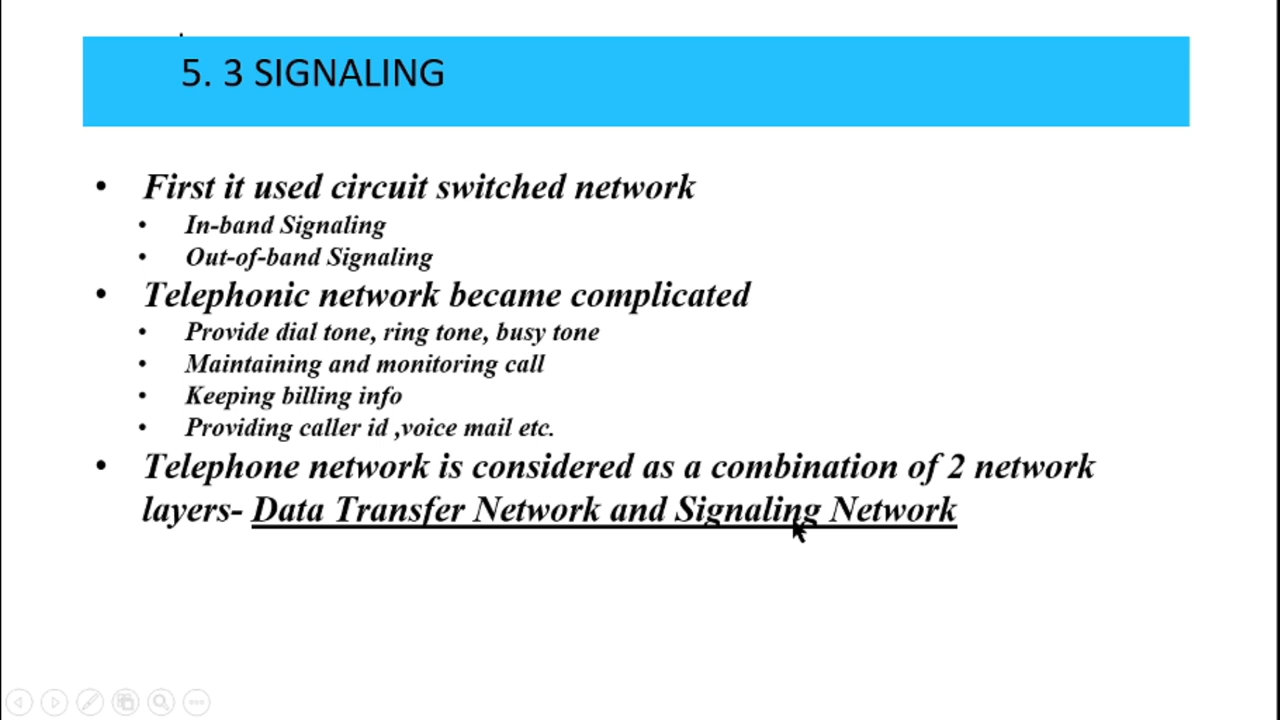 5. 3 SIGNALING
• First it used circuit switched network
• In-band Signaling
• Out-of-band Signaling
• Telephonic network became complicated
• Provide dial tone, ring tone, busy tone
• Maintaining and monitoring call
• Keeping billing info
• Providing caller id ,voice mail etc.
• Telephone network is considered as a combination of 2 network
layers- Data Transfer Network and Signaling Network